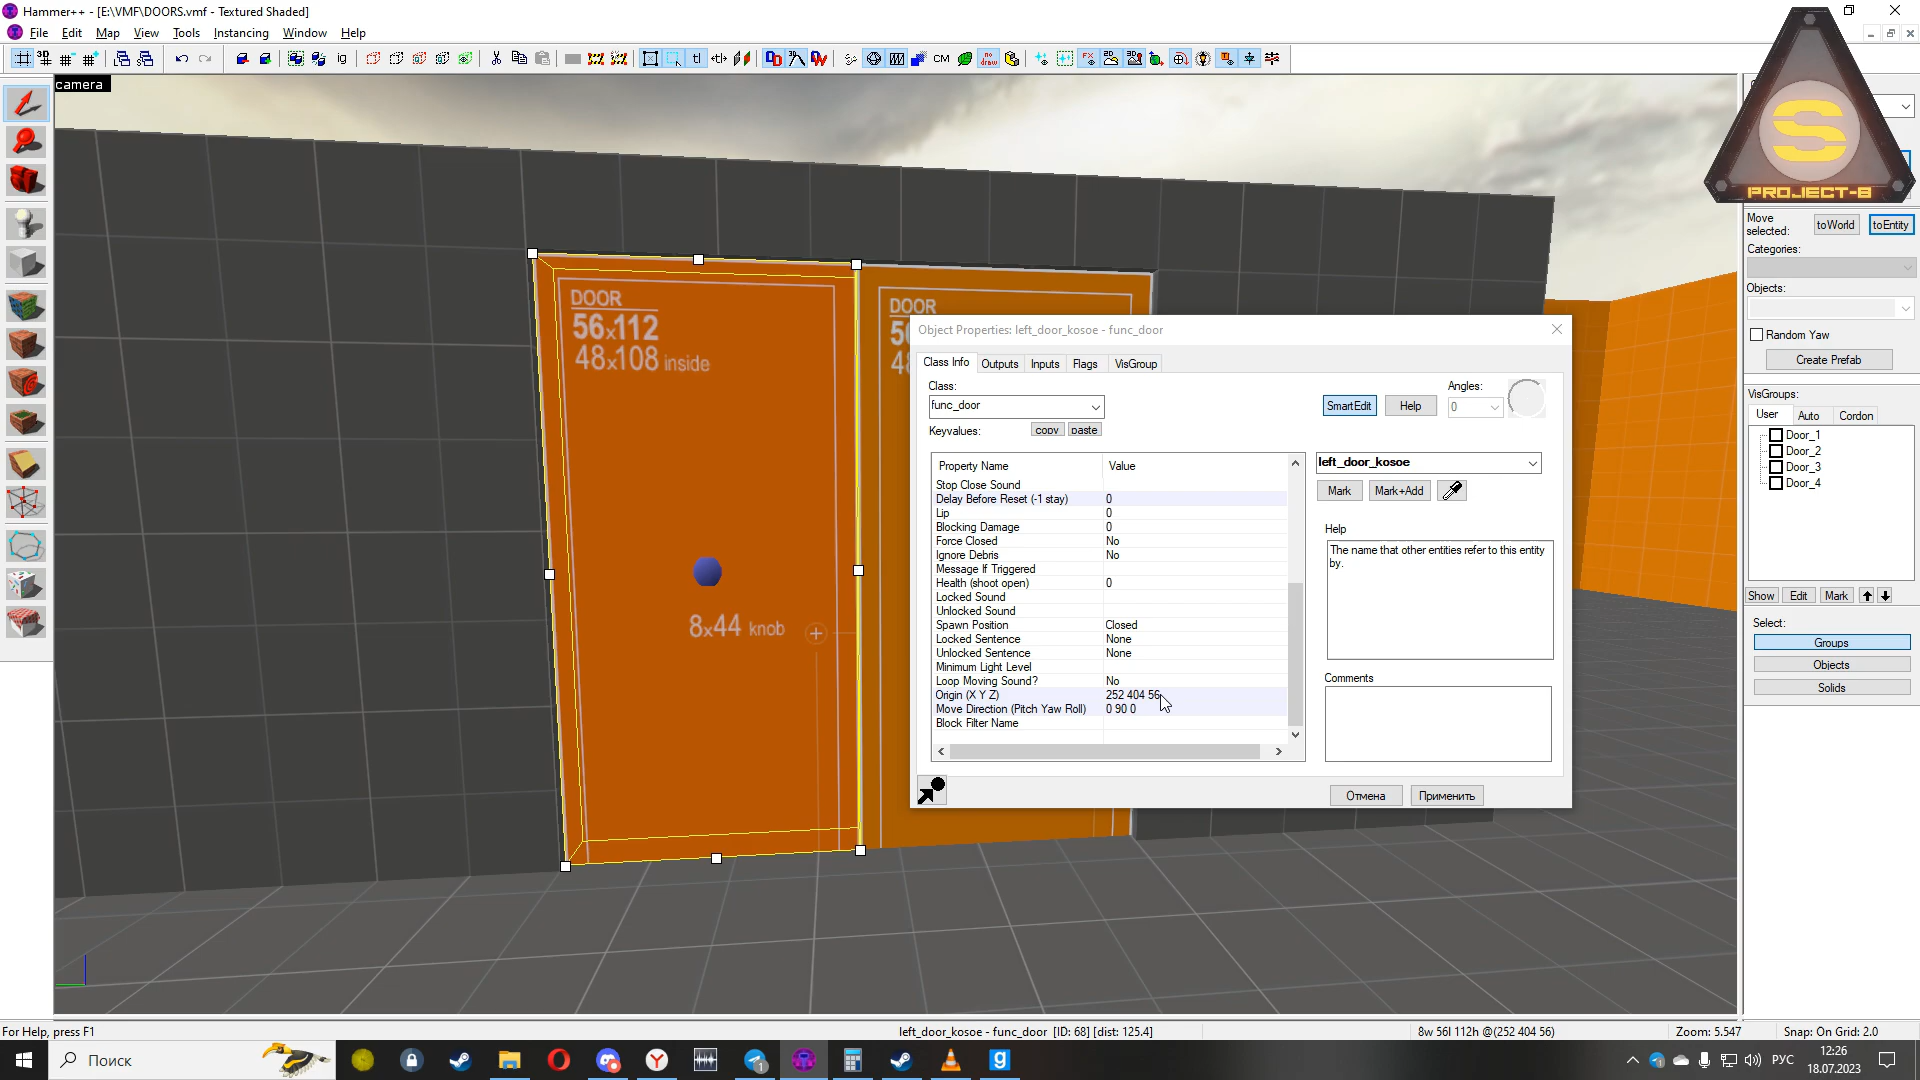 Hammer++ - [E:\VMF\DOORS.vmf - Textured Shaded]
File Edit Map View Tools Instancing Window Help
camera
DOOR
56x112
48x108 inside
8x44 knob
DOOR
PROJECT-8
Object Properties: left_door_kosoe - func_door
Class Info Outputs Inputs Flags VisGroup
Class:
func_door
SmartEdit
Help
Angles:
0
Keyvalues:
copy paste
Property Name Value
Stop Close Sound
Delay Before Reset (-1 stay) 0
Lip 0
Blocking Damage 0
Force Closed No
Ignore Debris No
Message If Triggered
Health (shoot open) 0
Locked Sound
Unlocked Sound
Spawn Position Closed
Locked Sentence None
Unlocked Sentence None
Minimum Light Level
Loop Moving Sound? No
Origin (X Y Z) 252 404 56
Move Direction (Pitch Yaw Roll) 0 90 0
Block Filter Name
left_door_kosoe
Mark Mark+Add
Help
The name that other entities refer to this entity
by.
Comments
Отмена Применить
Move
selected:
toWorld toEntity
Categories:
Objects:
Random Yaw
Create Prefab
VisGroups:
User Auto Cordon
Door_1
Door_2
Door_3
Door_4
Show Edit Mark
Select:
Groups
Objects
Solids
For Help, press F1
left_door_kosoe - func_door [ID: 68] [dist: 125.4]
8w 56l 112h @(252 404 56)
Zoom: 5.547
Snap: On Grid: 2.0
Поиск
РУС
12:26
18.07.2023